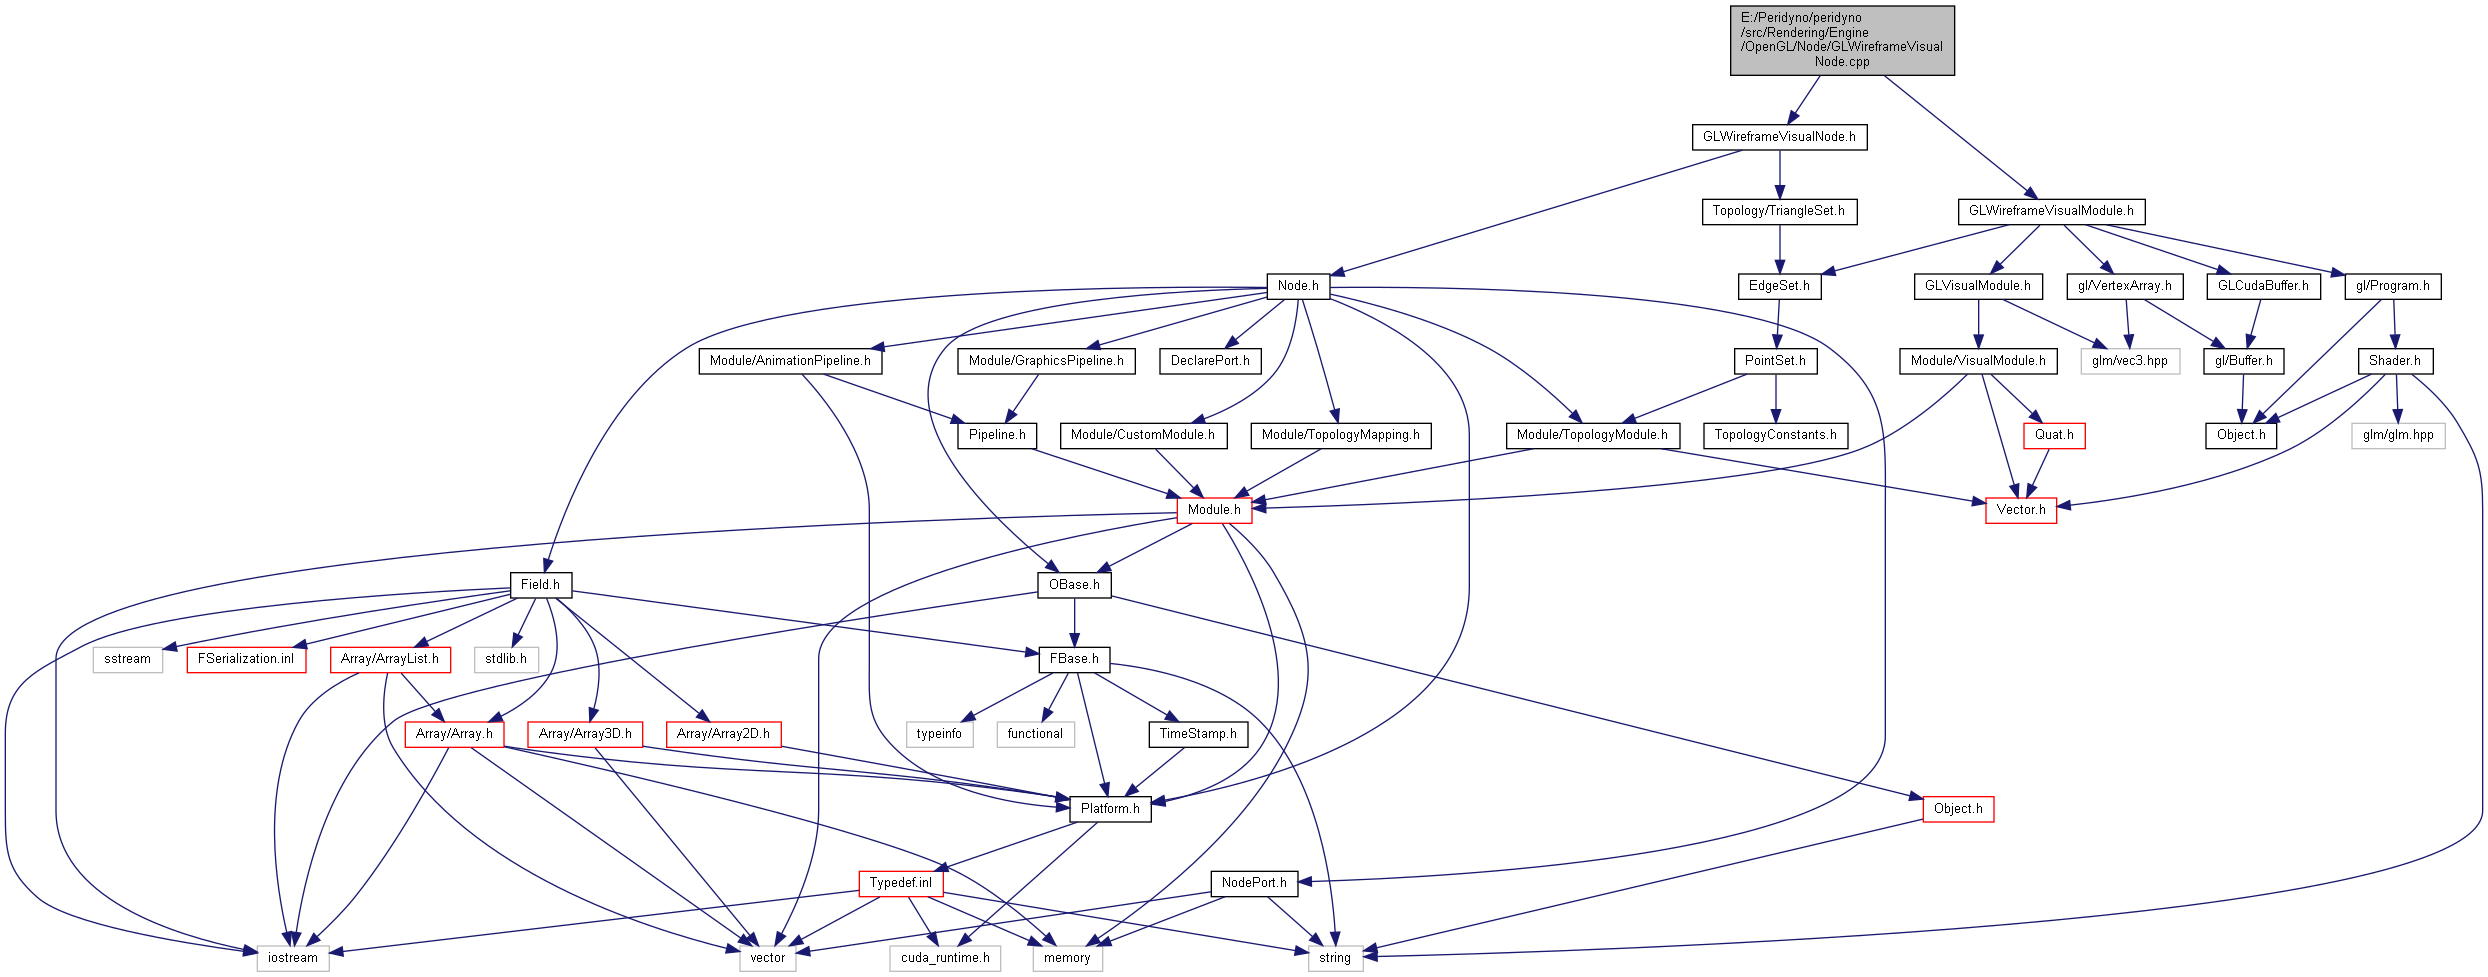 E:/Peridyno/peridyno
/src/Rendering/Engine
/OpenGL/Node/GLWireframeVisual
Node.cpp
GLWireframeVisualNode.h
Topology/TriangleSet.h
GLWireframeVisualModule.h
Node.h
EdgeSet.h
GLVisualModule.h
gl/VertexArray.h
GLCudaBuffer.h
gl/Program.h
Module/AnimationPipeline.h
Module/GraphicsPipeline.h
DeclarePort.h
PointSet.h
Module/VisualModule.h
glm/vec3.hpp
gl/Buffer.h
Shader.h
Pipeline.h
Module/CustomModule.h
Module/TopologyMapping.h
Module/TopologyModule.h
TopologyConstants.h
Quat.h
Object.h
glm/glm.hpp
Module.h
Vector.h
Field.h
OBase.h
sstream
FSerialization.inl
Array/ArrayList.h
stdlib.h
FBase.h
Array/Array.h
Array/Array3D.h
Array/Array2D.h
typeinfo
functional
TimeStamp.h
Platform.h
Object.h
Typedef.inl
NodePort.h
iostream
vector
cuda_runtime.h
memory
string